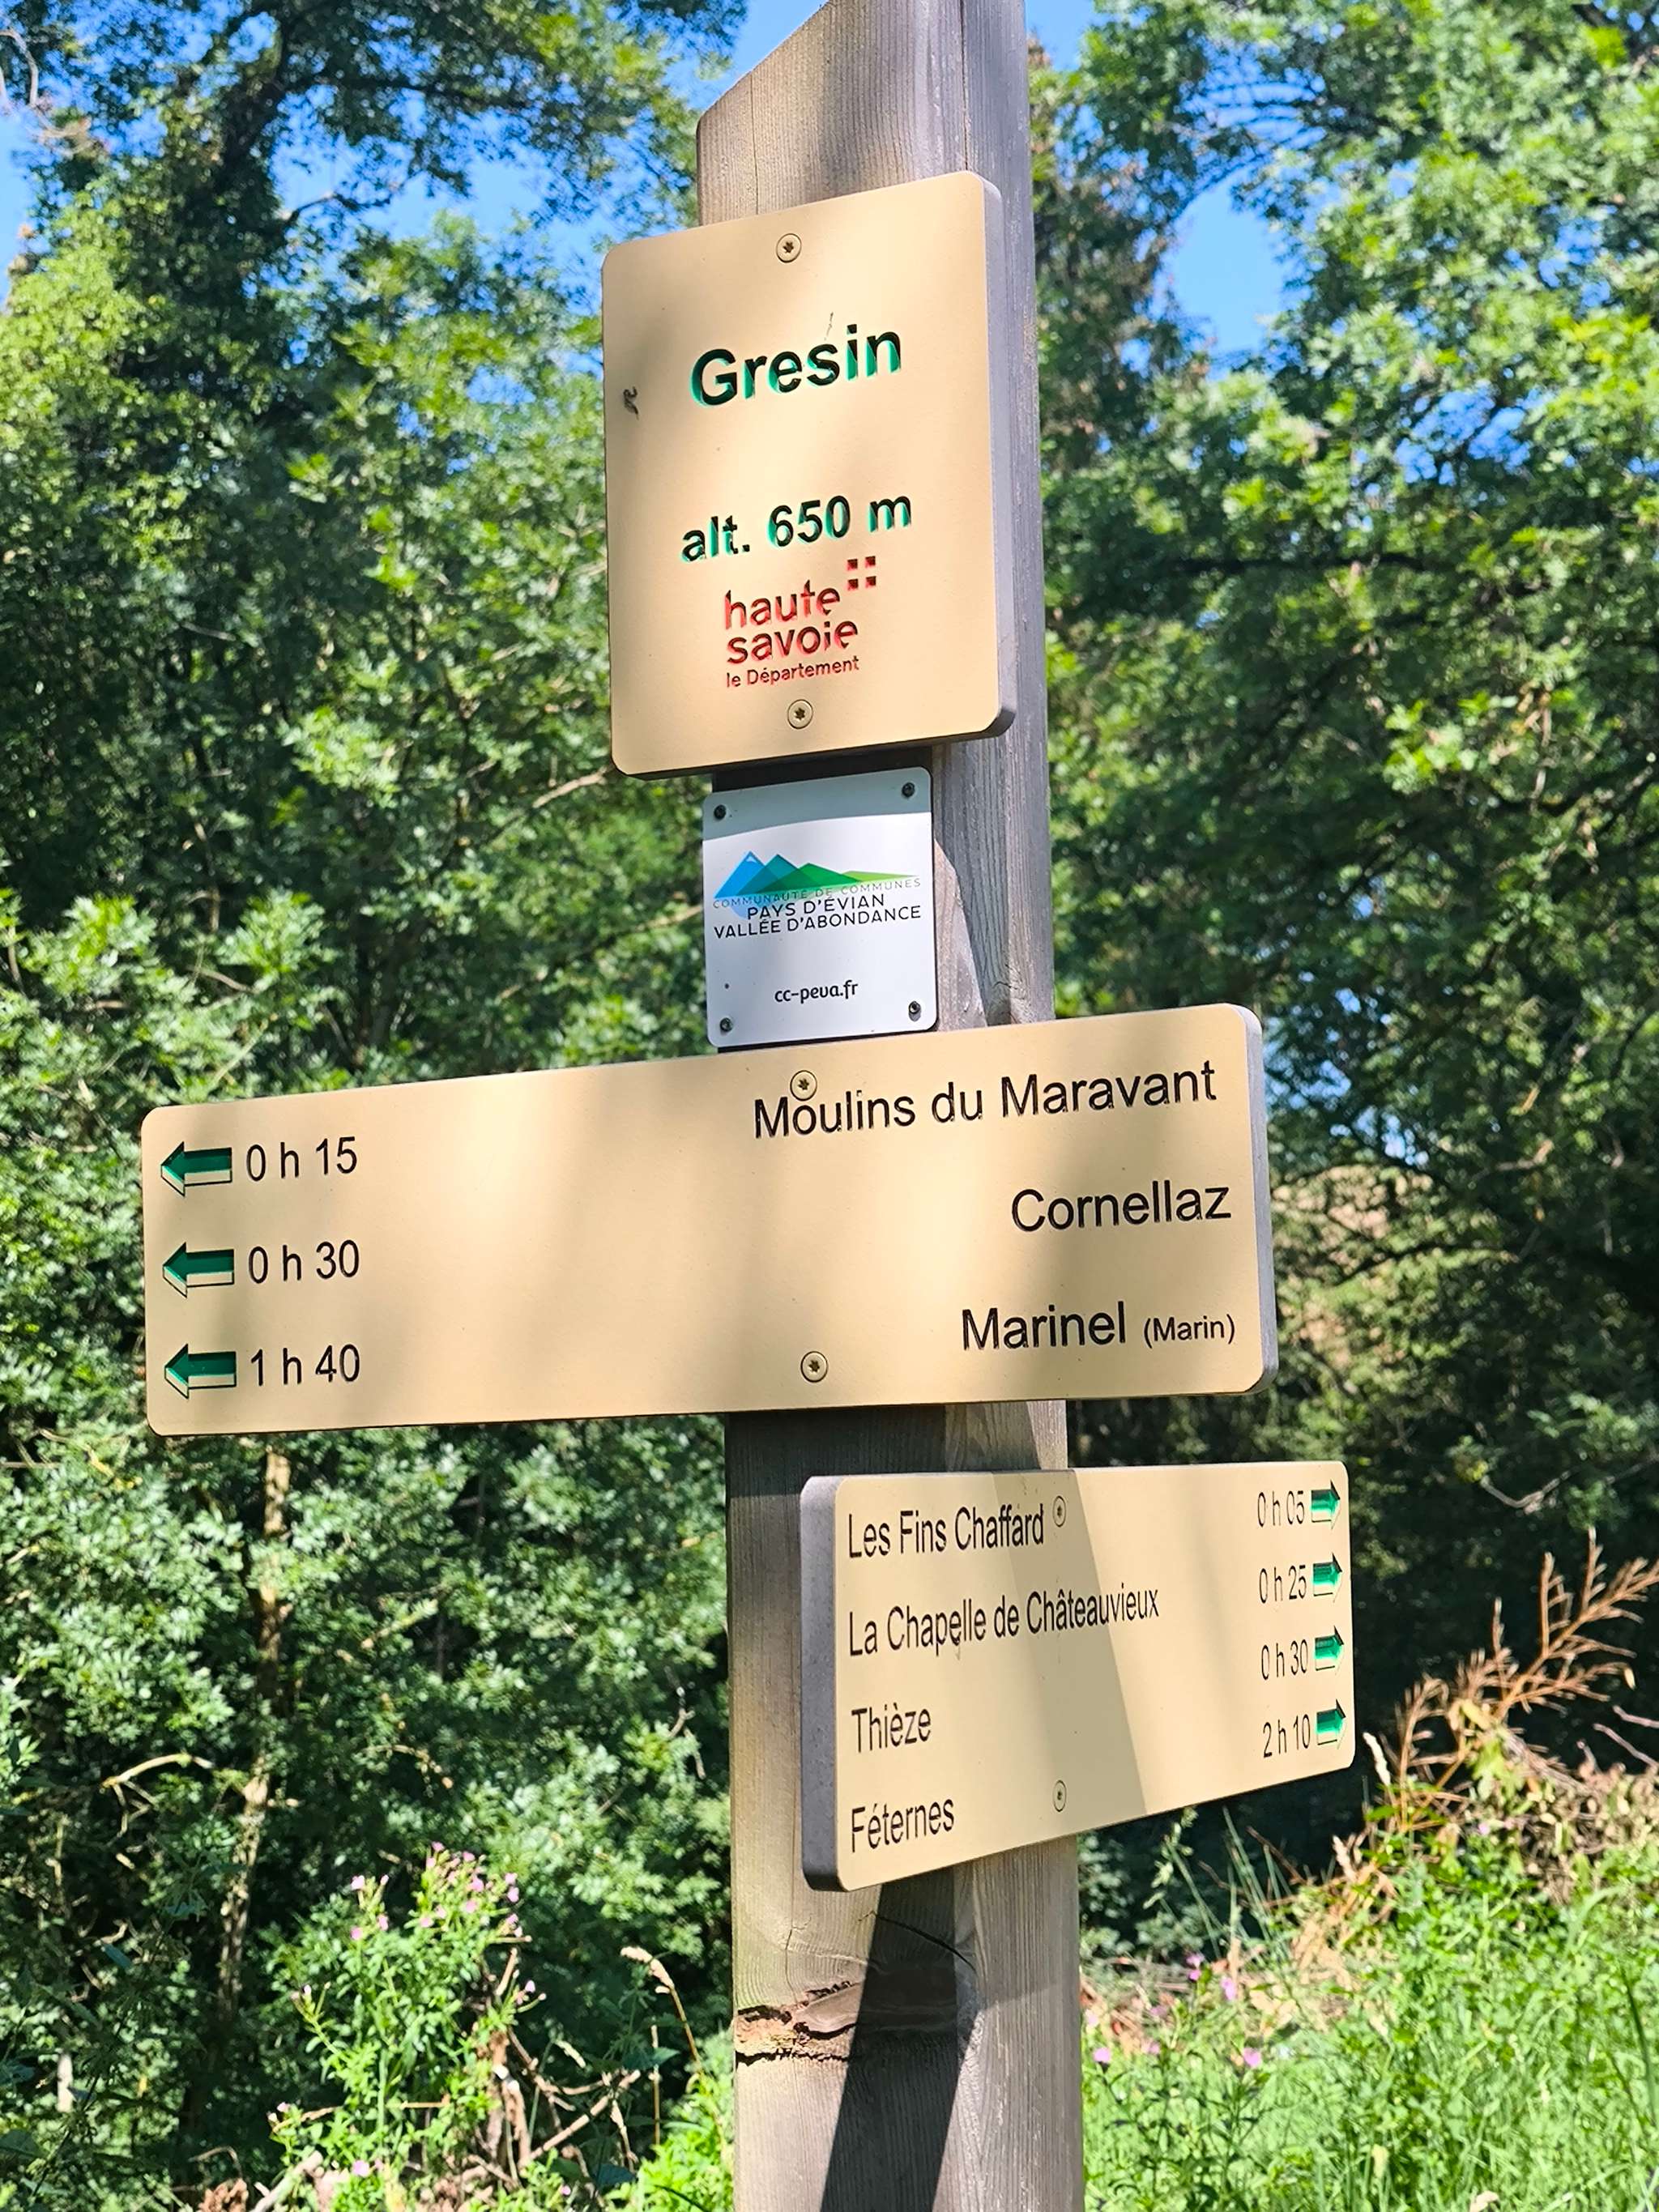 Gresin
alt. 650 m
haute
savoie
le Département
COMMUNAUTÉ DE COMMUNES
PAYS D'ÉVIAN
VALLÉE D'ABONDANCE
cc-peva.fr
0 h 15 Moulins du Maravant
0 h 30 Cornellaz
1 h 40 Marinel (Marin)
Les Fins Chaffard 0 h 05
La Chapelle de Châteauvieux 0 h 25
Thièze 0 h 30
Féternes 2 h 10